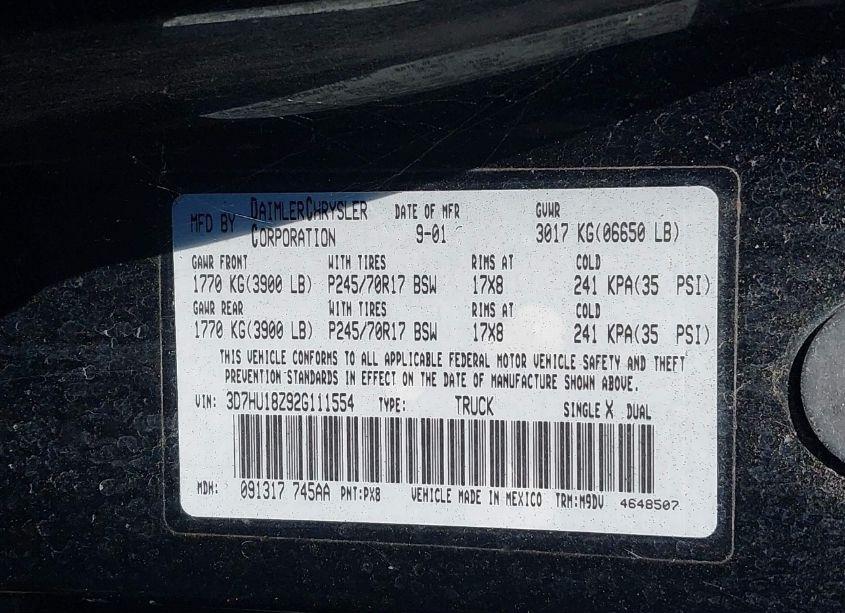 MFD BY DAIMLERCHRYSLER CORPORATION DATE OF MFR 9-01 GVWR 3017 KG(06650 LB)
GAWR FRONT WITH TIRES RIMS AT COLD
1770 KG(3900 LB) P245/70R17 BSW 17X8 241 KPA(35 PSI)
GAWR REAR WITH TIRES RIMS AT COLD
1770 KG(3900 LB) P245/70R17 BSW 17X8 241 KPA(35 PSI)
THIS VEHICLE CONFORMS TO ALL APPLICABLE FEDERAL MOTOR VEHICLE SAFETY AND THEFT
PREVENTION STANDARDS IN EFFECT ON THE DATE OF MANUFACTURE SHOWN ABOVE.
VIN: 3D7HU18Z92G111554 TYPE: TRUCK SINGLE X DUAL
MDH: 091317 745AA PNT:PX8 VEHICLE MADE IN MEXICO TRM:M9DV 4648507